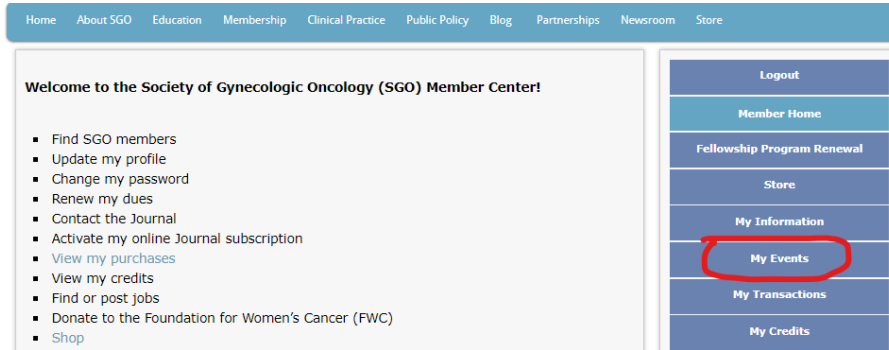 Home About SGO Education Membership Clinical Practice Public Policy Blog Partnerships Newsroom Store
Welcome to the Society of Gynecologic Oncology (SGO) Member Center!
Find SGO members
Update my profile
Change my password
Renew my dues
Contact the Journal
Activate my online Journal subscription
View my purchases
View my credits
Find or post jobs
Donate to the Foundation for Women's Cancer (FWC)
Shop
Logout
Member Home
Fellowship Program Renewal
Store
My Information
My Events
My Transactions
My Credits